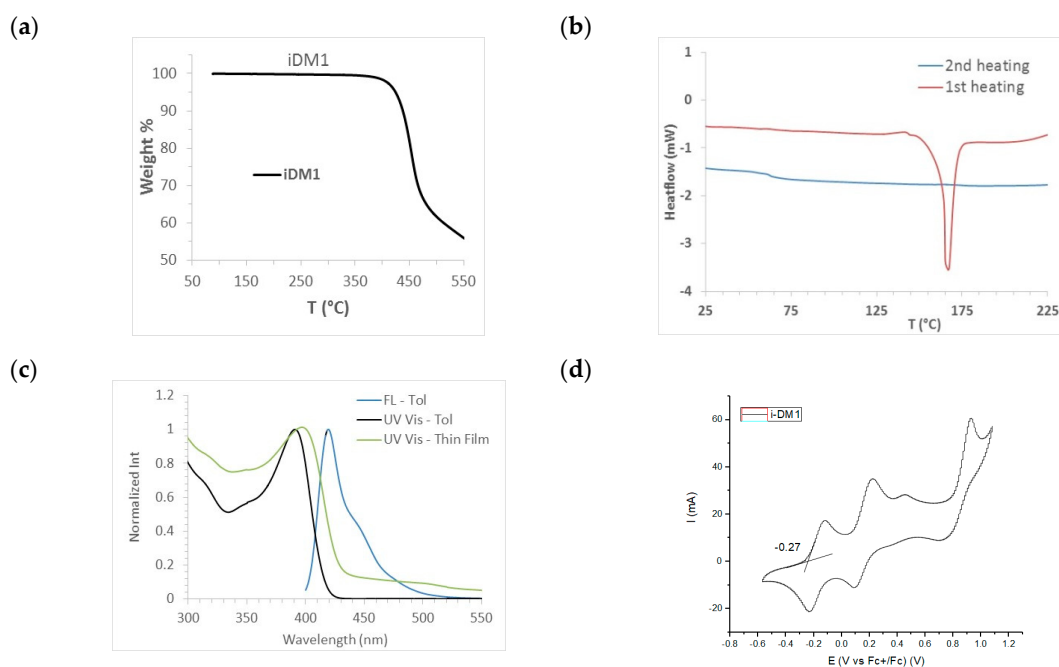 (a)
iDM1
100
90
80
70
60
50
Weight %
iDM1
50 150 250 350 450 550
T (°C)
(b)
1
0
-1
-2
-3
-4
Heatflow (mW)
2nd heating
1st heating
25 75 125 175 225
T (°C)
(c)
1.2
1
0.8
0.6
0.4
0.2
0
Normalized Int
FL - Tol
UV Vis - Tol
UV Vis - Thin Film
300 350 400 450 500 550
Wavelength (nm)
(d)
i-DM1
60
40
20
0
-20
I (mA)
-0.27
-0.8 -0.6 -0.4 -0.2 0.0 0.2 0.4 0.6 0.8 1.0 1.2
E (V vs Fc+/Fc) (V)